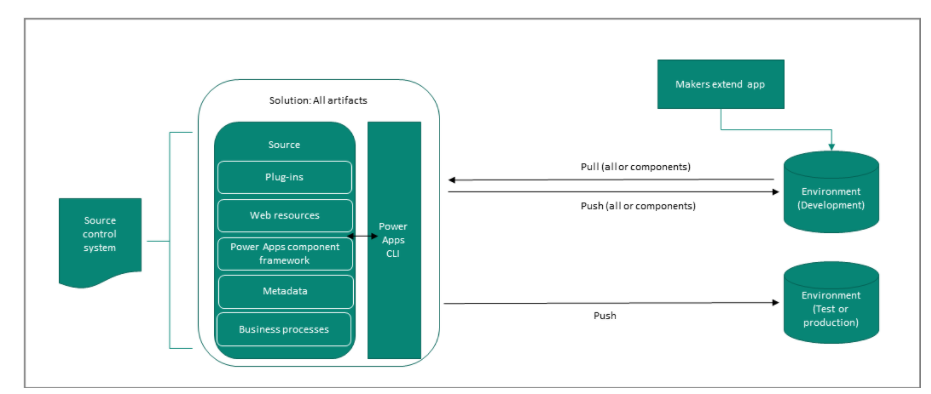 Source
control
system
Solution: All artifacts
Source
Plug-ins
Web resources
Power Apps component
framework
Metadata
Business processes
Power
Apps
CLI
Pull (all or components)
Push (all or components)
Push
Makers extend app
Environment
(Development)
Environment
(Test or
production)